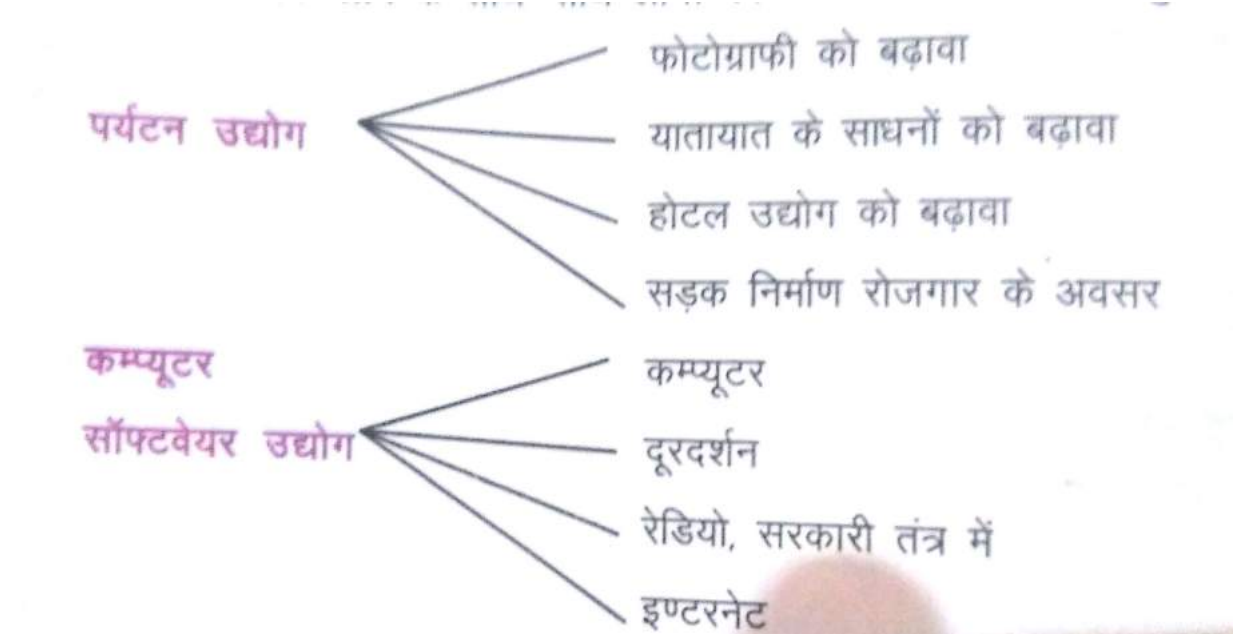 फोटोग्राफी को बढ़ावा
पर्यटन उद्योग
यातायात के साधनों को बढ़ावा
होटल उद्योग को बढ़ावा
सड़क निर्माण रोजगार के अवसर
कम्प्यूटर
कम्प्यूटर
सॉफ्टवेयर उद्योग
दूरदर्शन
रेडियो, सरकारी तंत्र में
इण्टरनेट